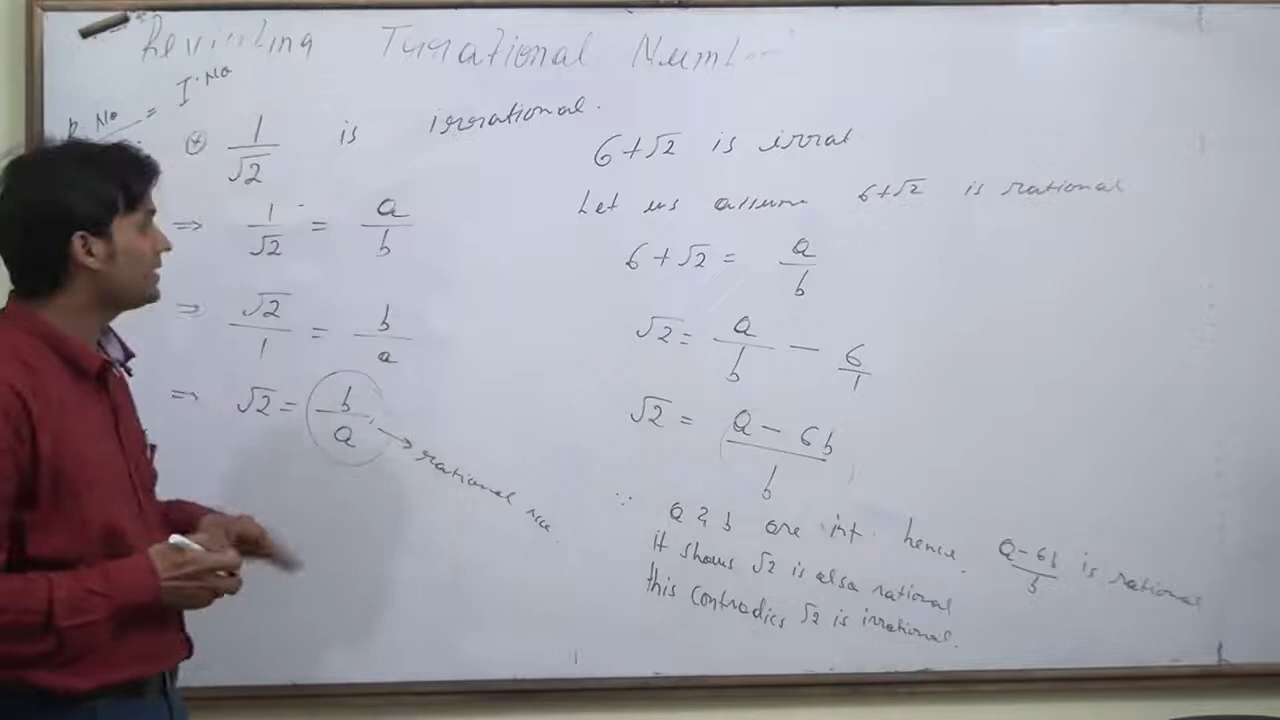 Revisiting Irrational Num
R. No = I. No
1/√2 is irrational.
⇒ 1/√2 = a/b
⇒ √2/1 = b/a
⇒ √2 = b/a → rational no.
6+√2 is irrat
Let us assume 6+√2 is rational
6+√2 = a/b
√2 = a/b − 6/1
√2 = a − 6b/b
∵ a & b are int. hence a−6b/b is rational
it shows √2 is also rational
this contradics √2 is irrational.